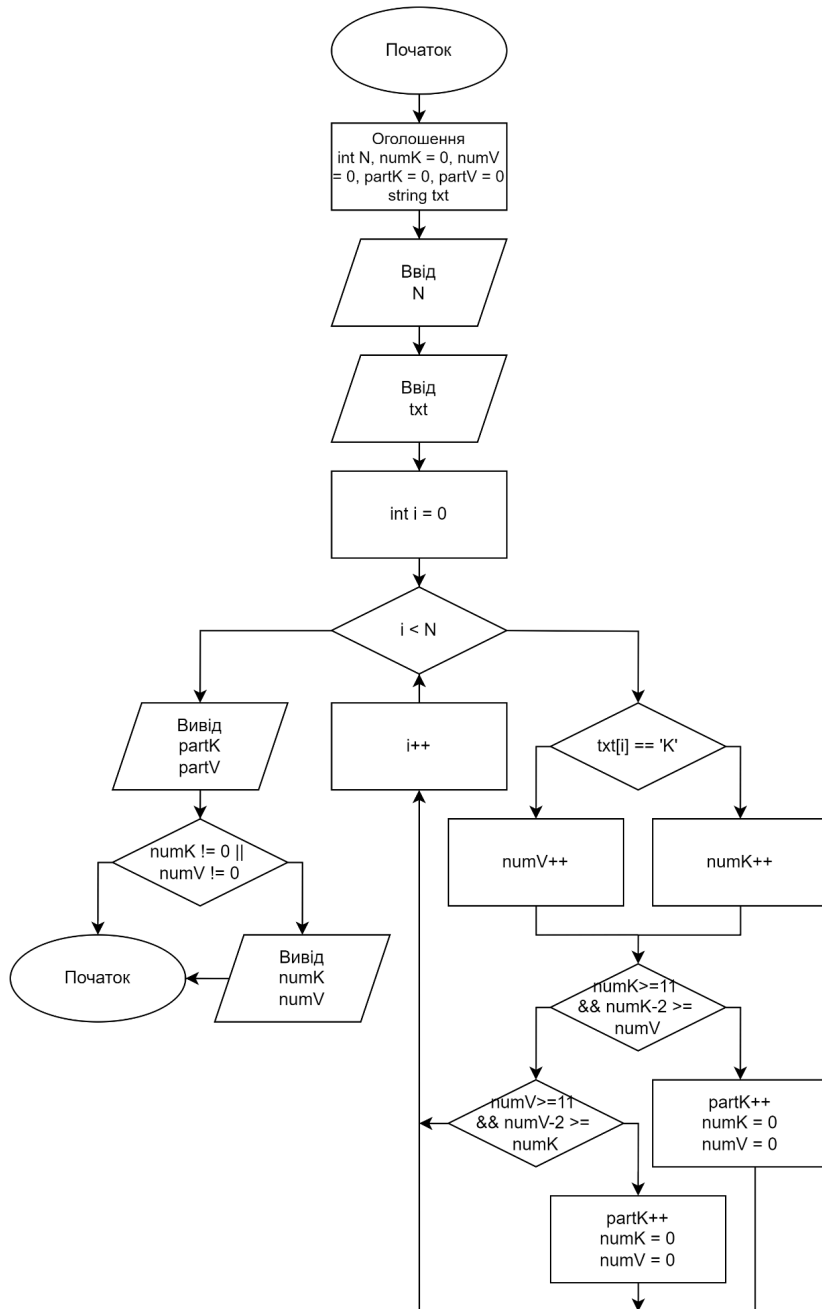 Початок
Оголошення
int N, numK = 0, numV
= 0, partK = 0, partV = 0
string txt
Ввід
N
Ввід
txt
int i = 0
i < N
Вивід
partK
partV
i++
txt[i] == 'K'
numK != 0 ||
numV != 0
numV++
numK++
Початок
Вивід
numK
numV
numK>=11
&& numK-2 >=
numV
numV>=11
&& numV-2 >=
numK
partK++
numK = 0
numV = 0
partK++
numK = 0
numV = 0